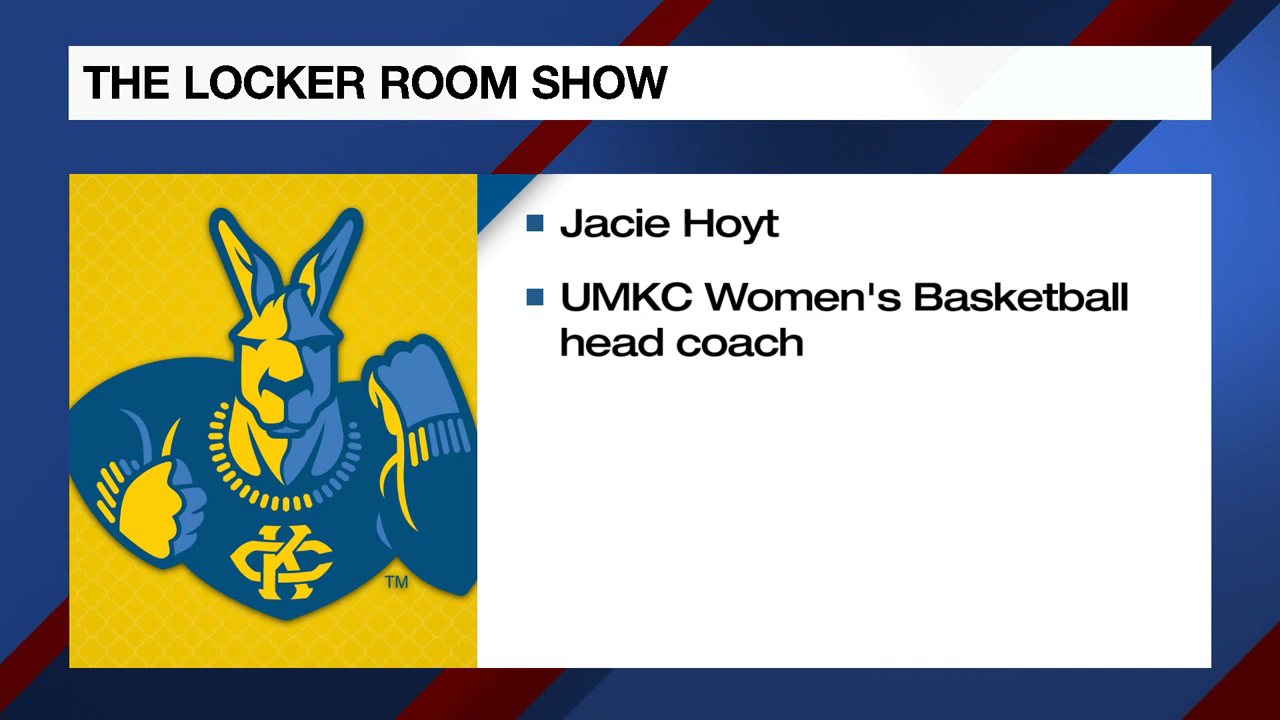 THE LOCKER ROOM SHOW
Jacie Hoyt
UMKC Women's Basketball
head coach
KC
TM